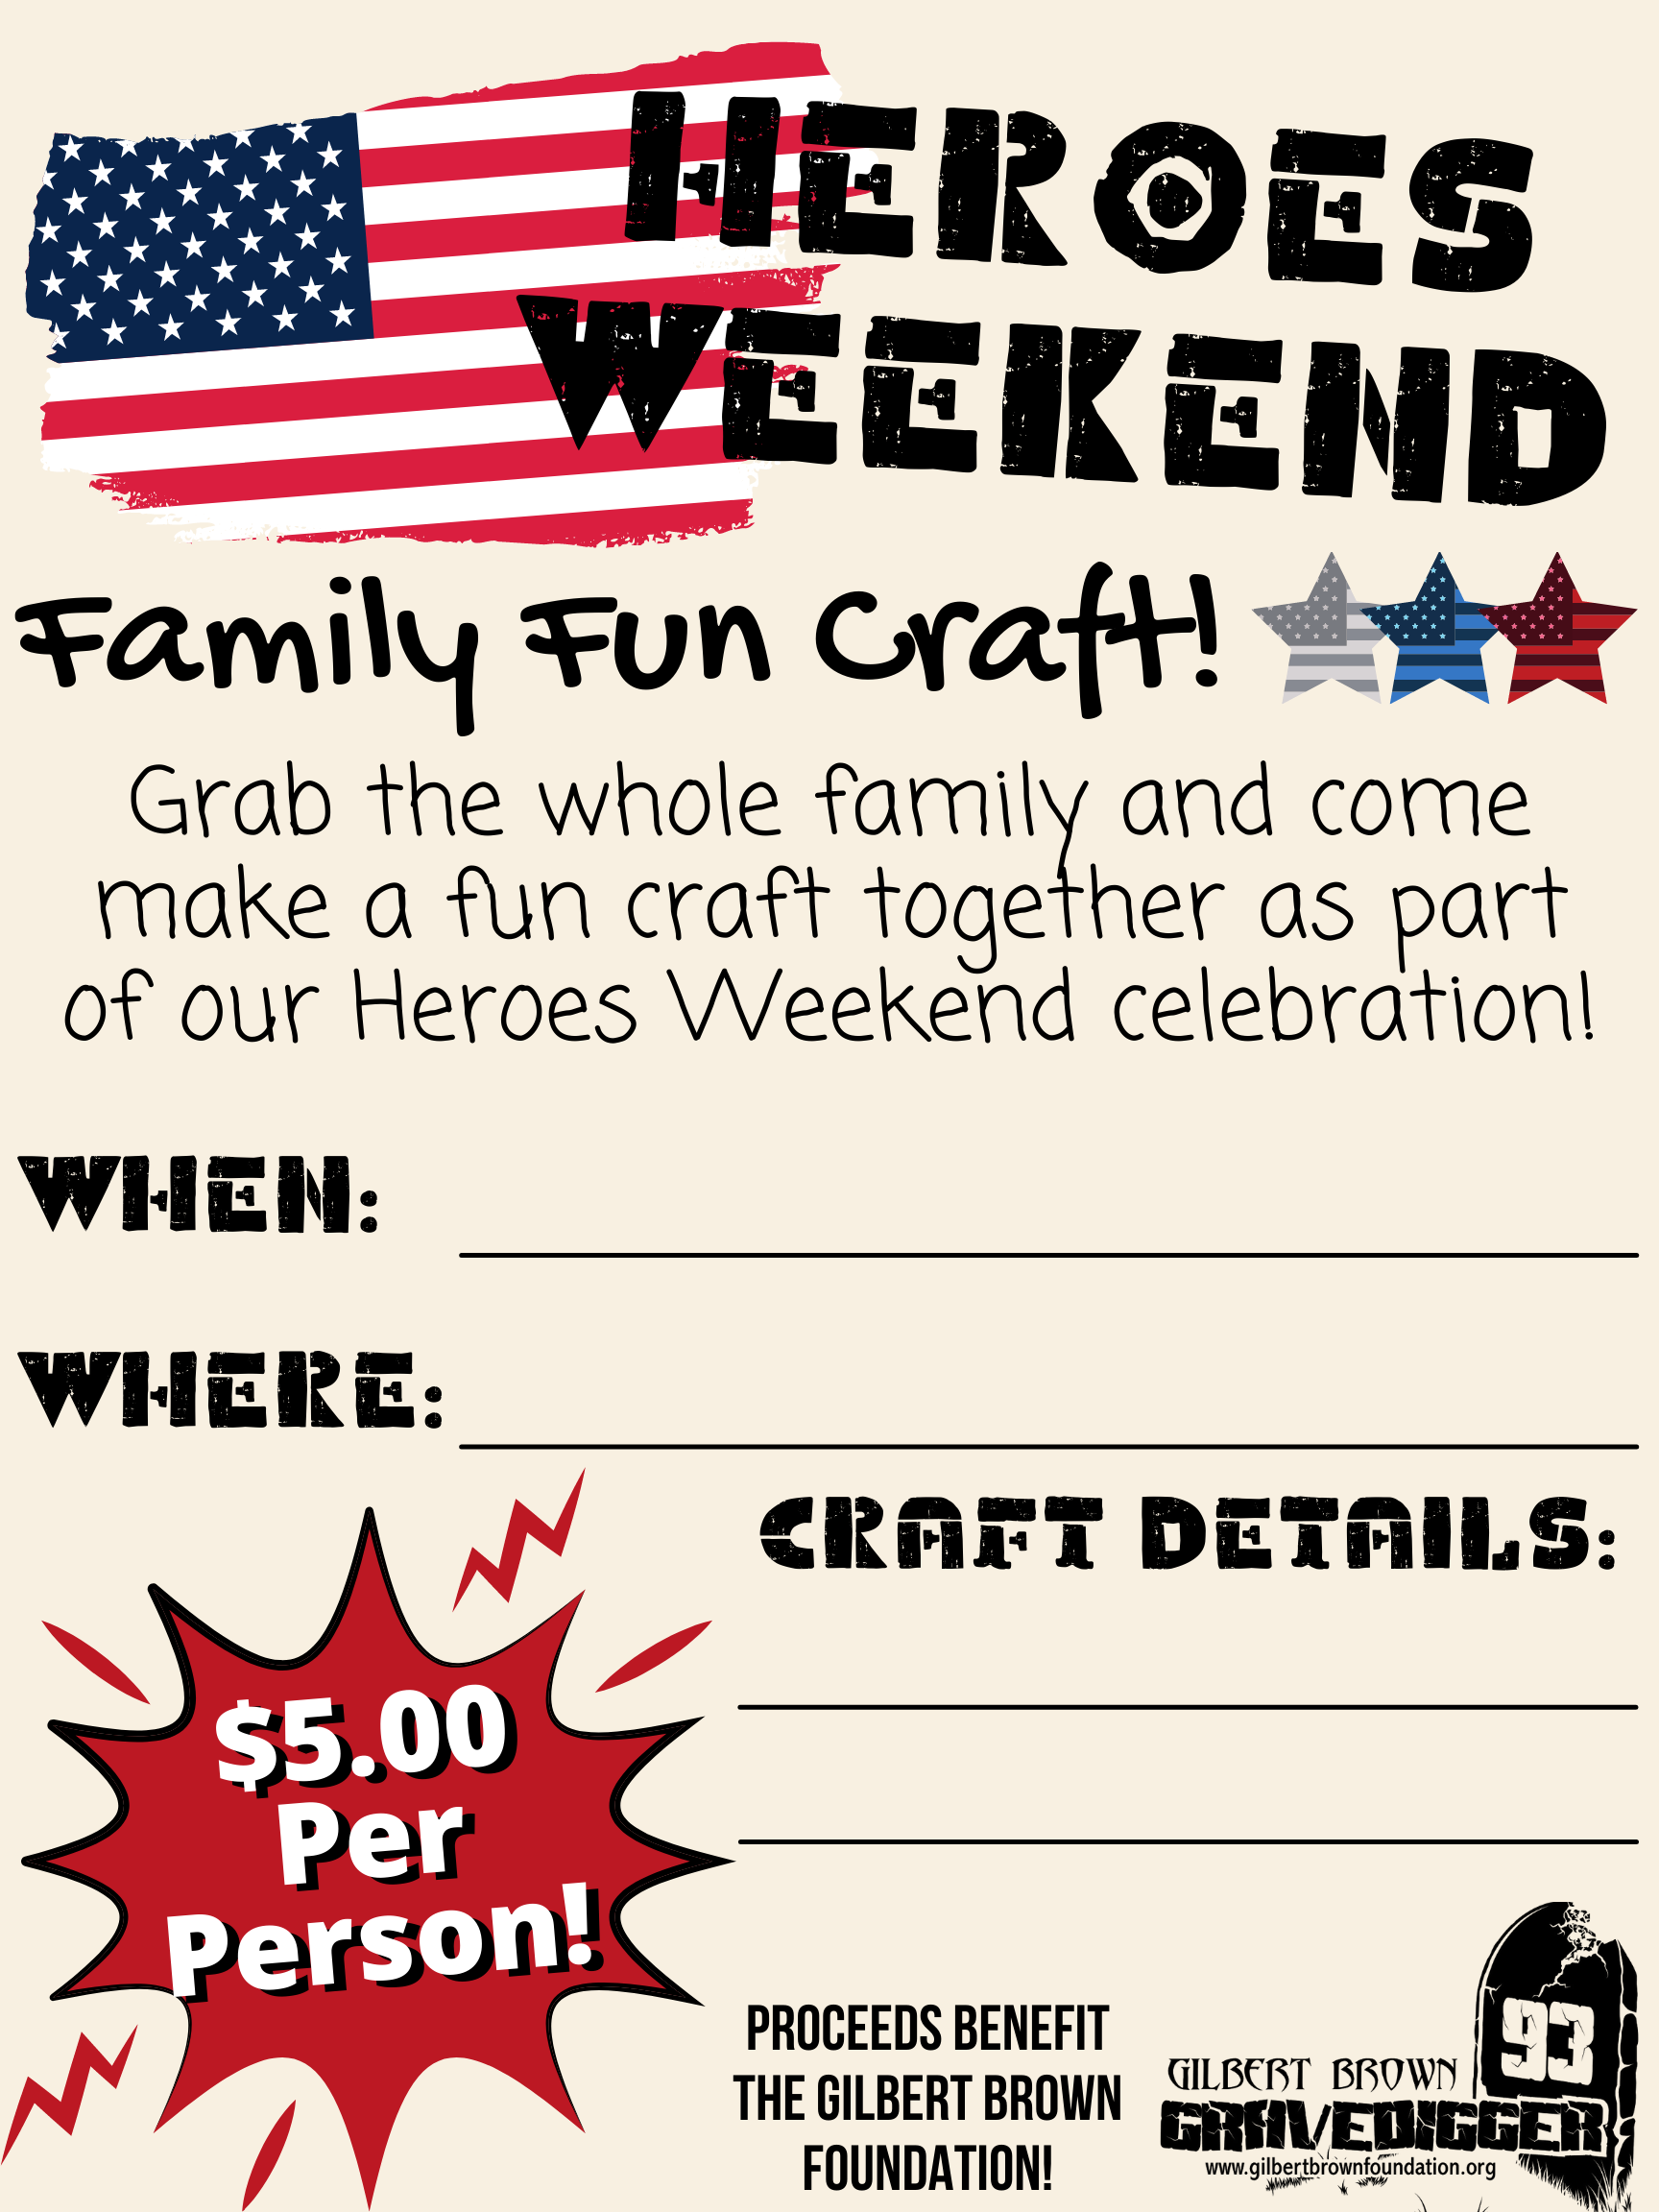 HEROES
WEEKEND
Family Fun Craft!
Grab the whole family and come
make a fun craft together as part
of our Heroes Weekend celebration!
WHEN:
WHERE:
CRAFT DETAILS:
$5.00
Per
Person!
PROCEEDS BENEFIT
THE GILBERT BROWN
FOUNDATION!
93
GILBERT BROWN
GRAVEDIGGER
www.gilbertbrownfoundation.org